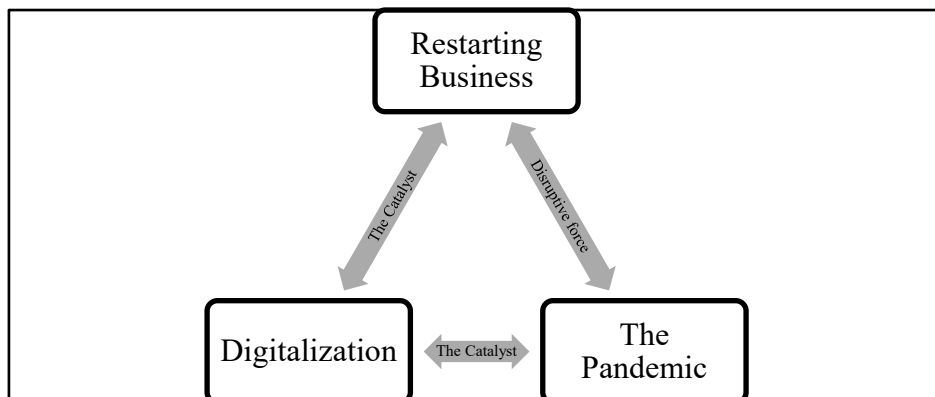 Restarting
Business
The Catalyst
Disruptive force
Digitalization
The Catalyst
The
Pandemic